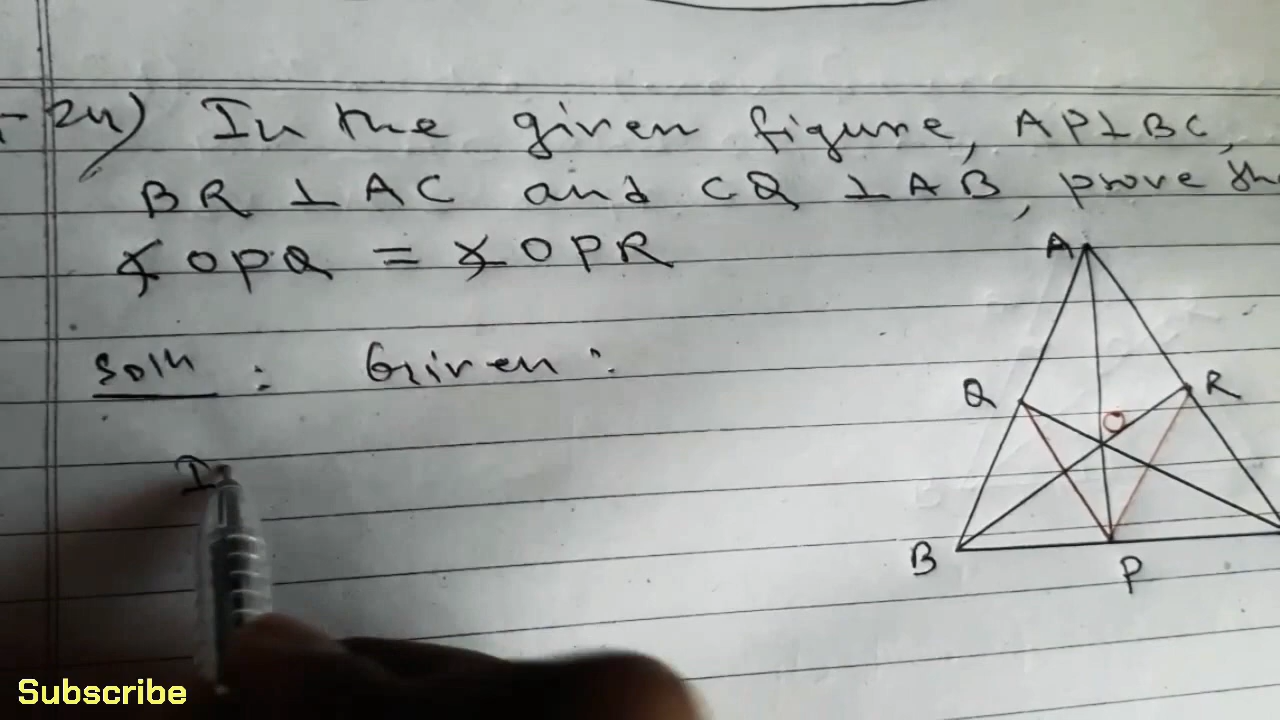 24) In the given figure, AP⊥BC,
BR ⊥ AC and CQ ⊥ AB, prove
∡OPQ = ∡OPR
A
Soln : Given :
Q
R
O
I
B
P
Subscribe